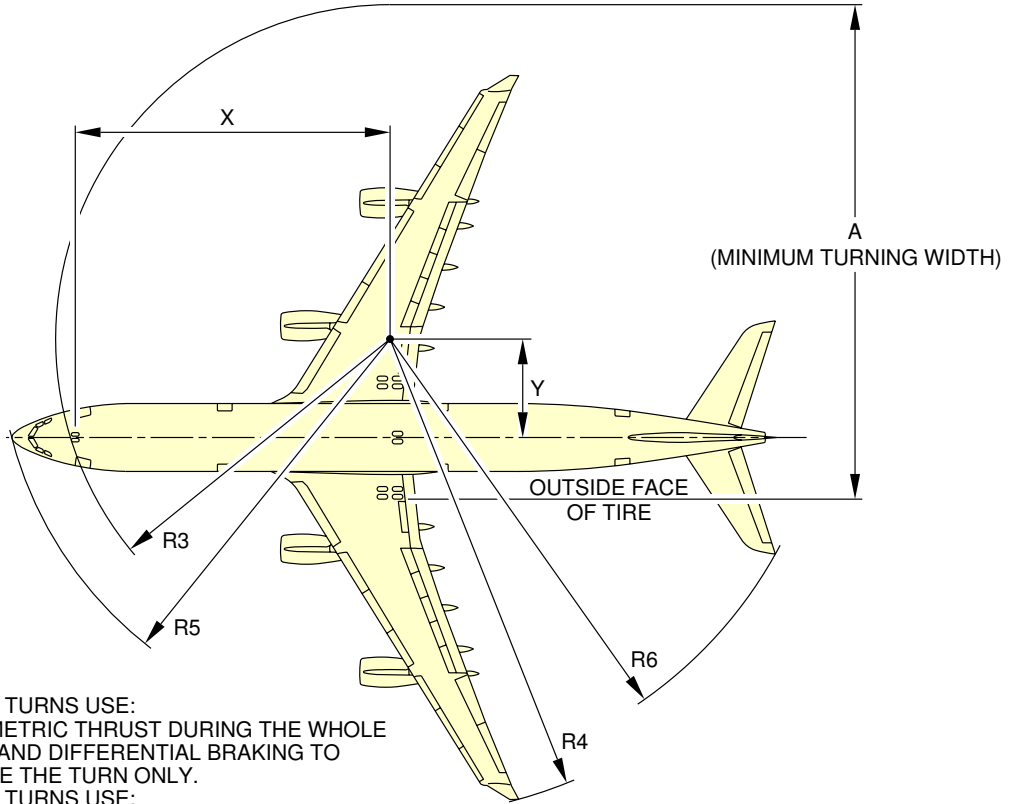 X
A
(MINIMUM TURNING WIDTH)
Y
OUTSIDE FACE
OF TIRE
R3
R5
R6
R4
TURNS USE:
METRIC THRUST DURING THE WHOLE
AND DIFFERENTIAL BRAKING TO
E THE TURN ONLY.
TURNS USE: